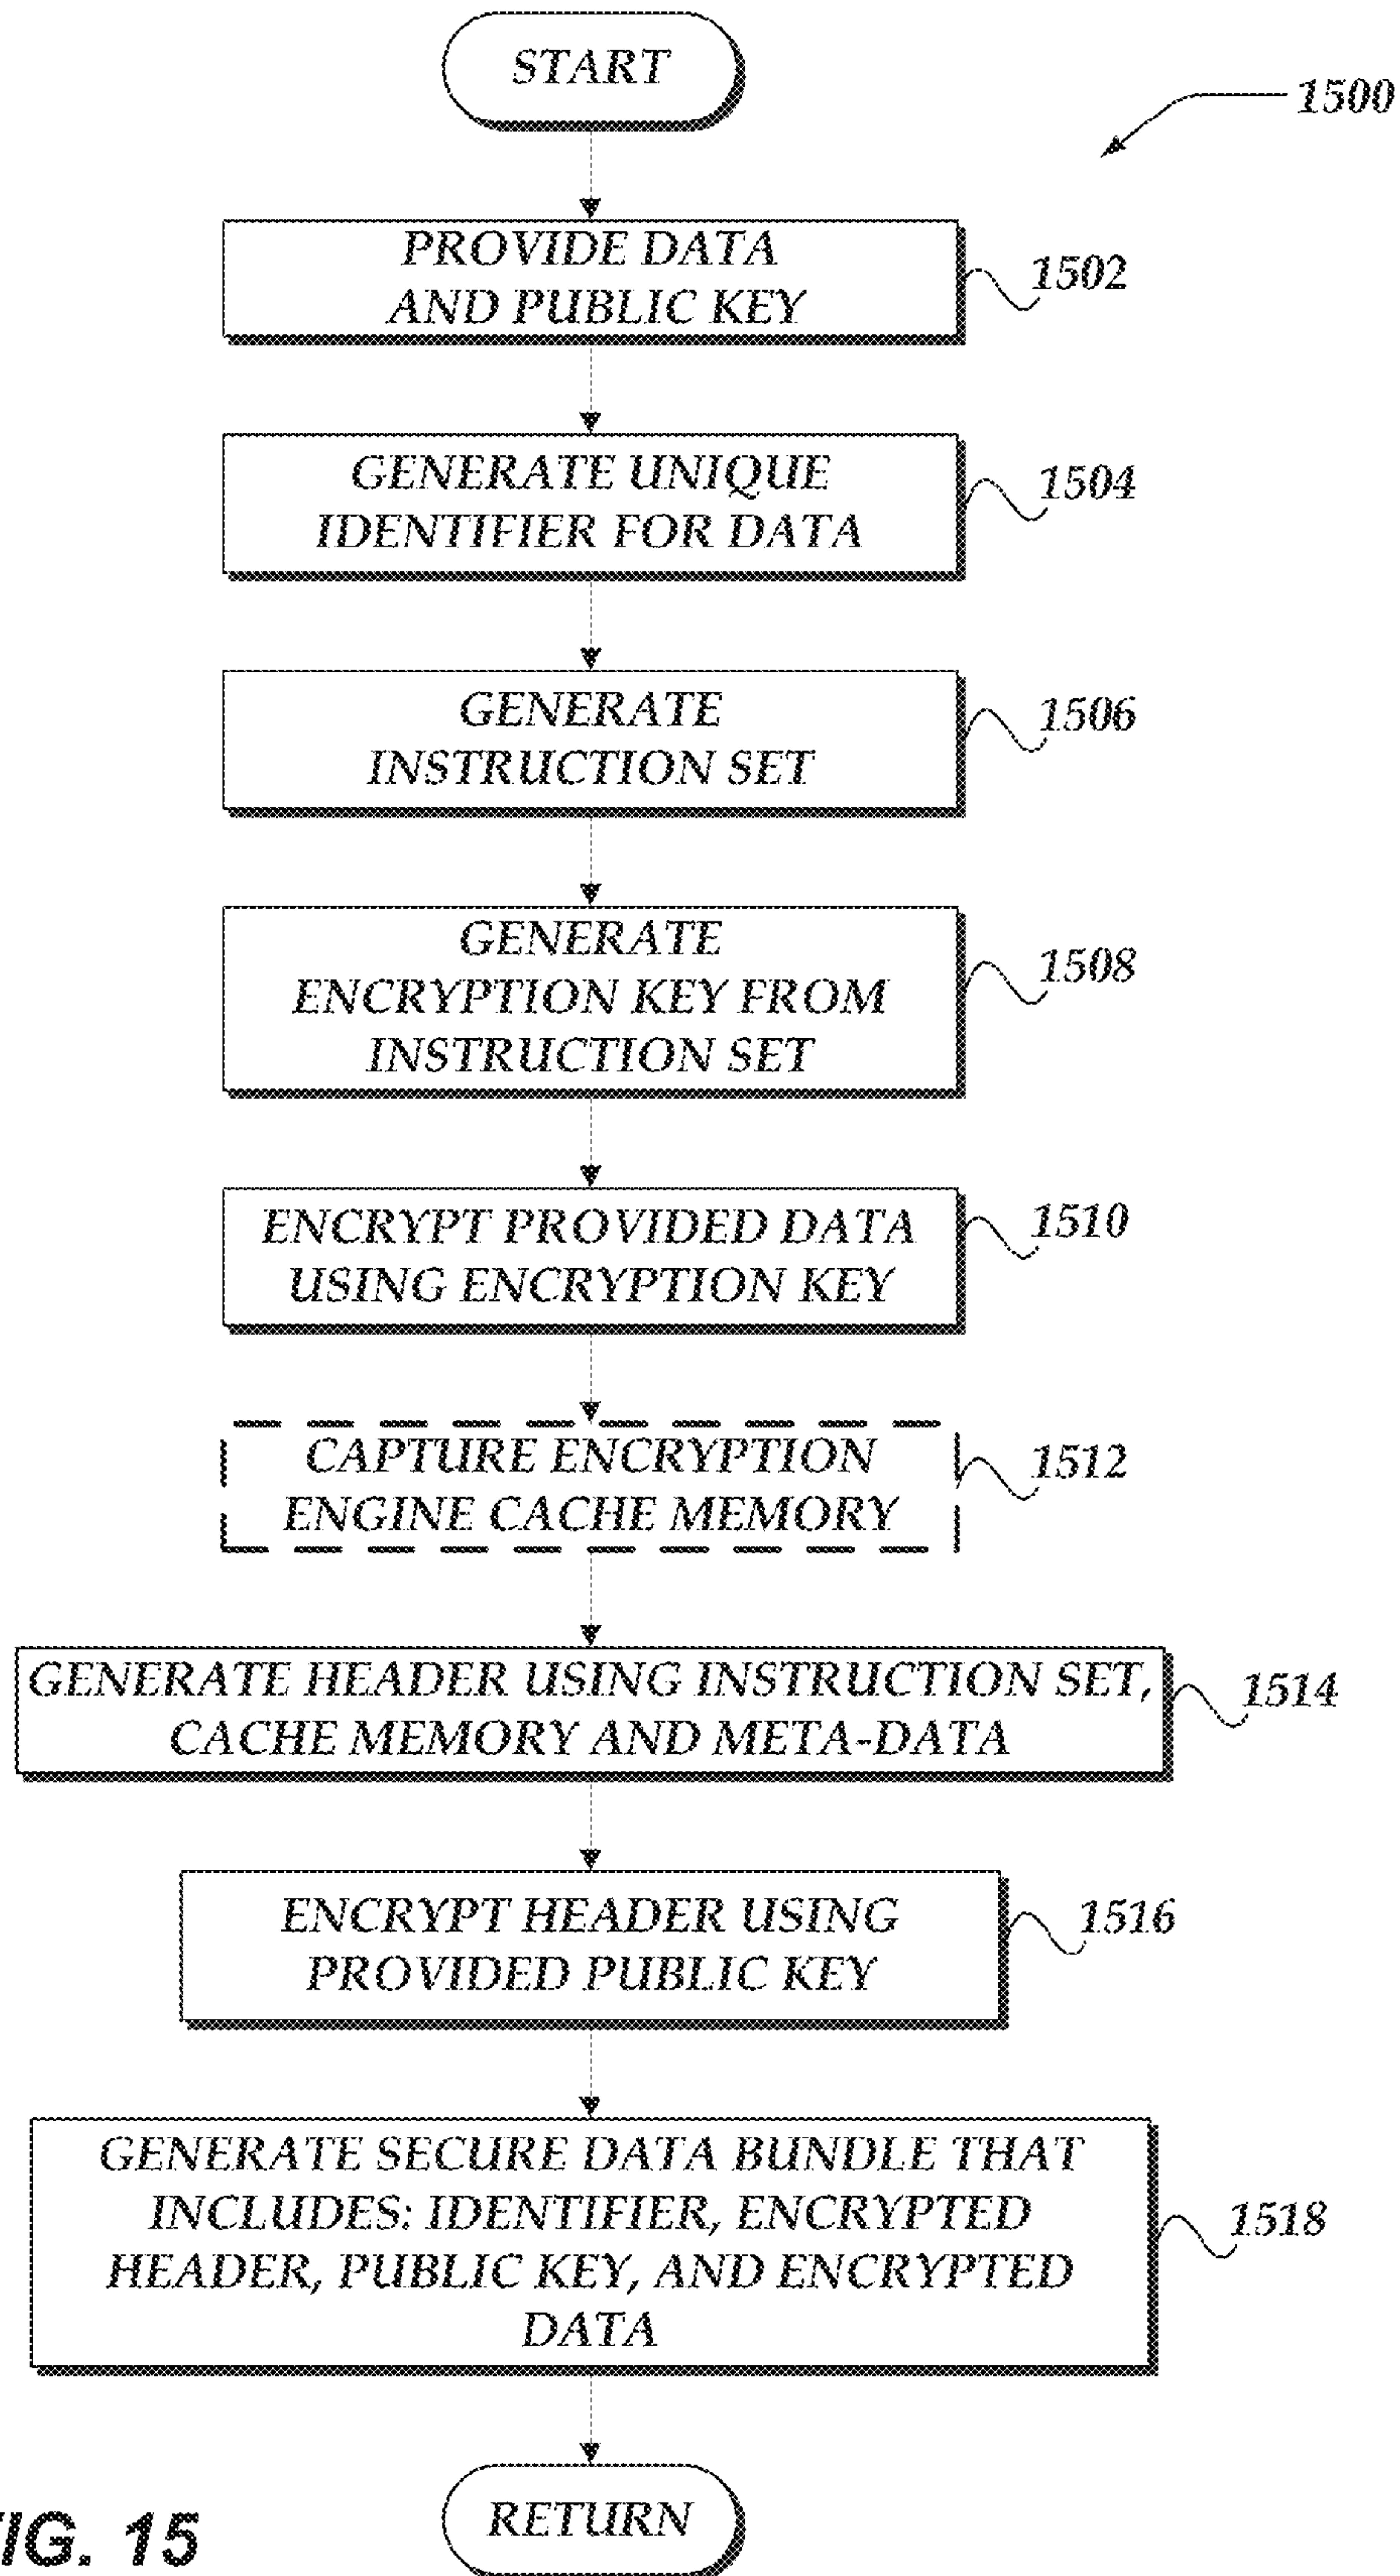 START
1500
PROVIDE DATA
AND PUBLIC KEY
1502
GENERATE UNIQUE
IDENTIFIER FOR DATA
1504
GENERATE
INSTRUCTION SET
1506
GENERATE
ENCRYPTION KEY FROM
INSTRUCTION SET
1508
ENCRYPT PROVIDED DATA
USING ENCRYPTION KEY
1510
CAPTURE ENCRYPTION
ENGINE CACHE MEMORY
1512
GENERATE HEADER USING INSTRUCTION SET,
CACHE MEMORY AND META-DATA
1514
ENCRYPT HEADER USING
PROVIDED PUBLIC KEY
1516
GENERATE SECURE DATA BUNDLE THAT
INCLUDES: IDENTIFIER, ENCRYPTED
HEADER, PUBLIC KEY, AND ENCRYPTED
DATA
1518
RETURN
FIG. 15